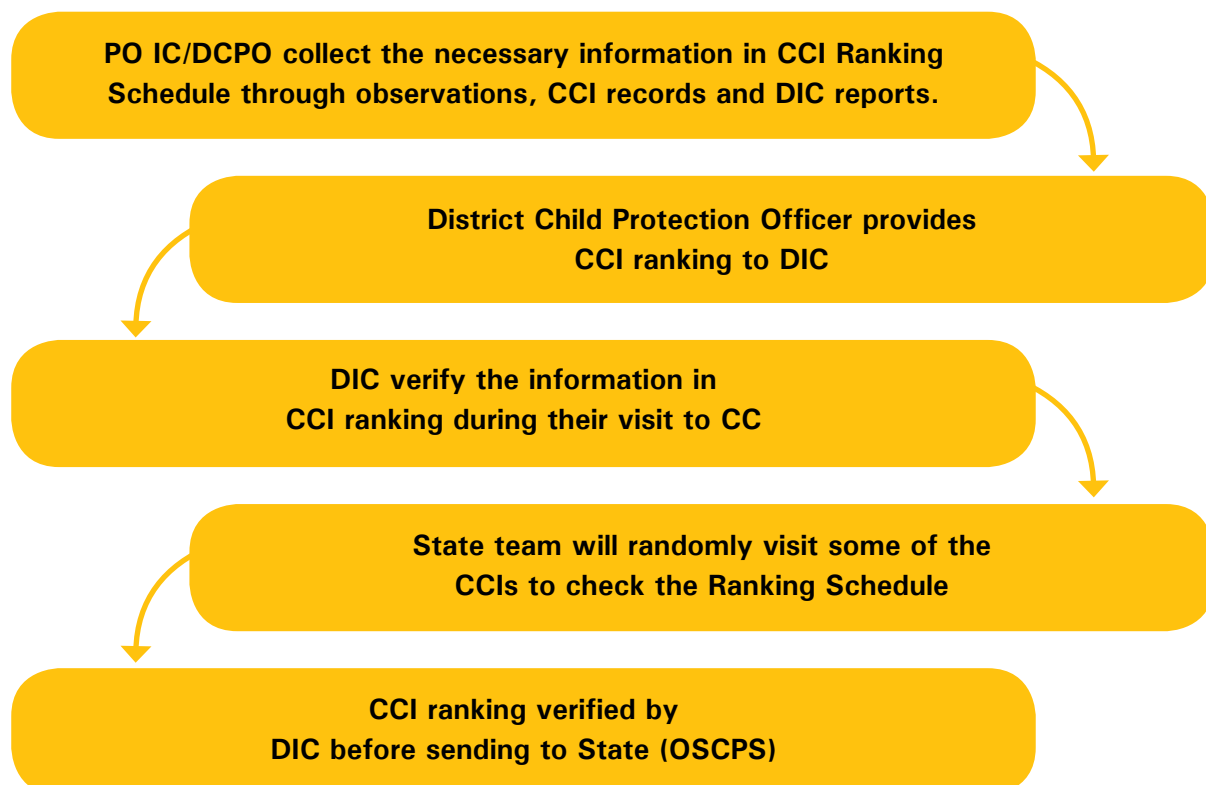 PO IC/DCPO collect the necessary information in CCI Ranking
Schedule through observations, CCI records and DIC reports.
District Child Protection Officer provides
CCI ranking to DIC
DIC verify the information in
CCI ranking during their visit to CC
State team will randomly visit some of the
CCIs to check the Ranking Schedule
CCI ranking verified by
DIC before sending to State (OSCPS)